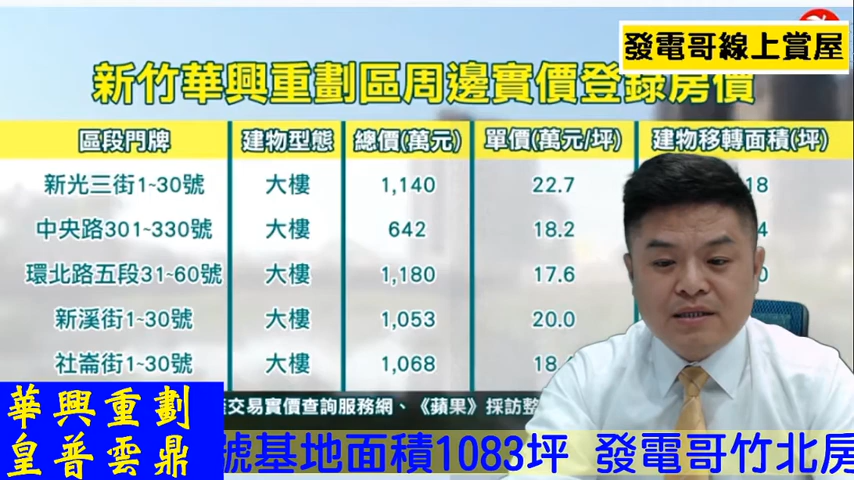 發電哥線上賞屋
新竹華興重劃區周邊實價登錄房價
區段門牌 建物型態 總價(萬元) 單價(萬元/坪) 建物移轉面積(坪)
新光三街1~30號 大樓 1,140 22.7 18
中央路301~330號 大樓 642 18.2
環北路五段31~60號 大樓 1,180 17.6
新溪街1~30號 大樓 1,053 20.0
社崙街1~30號 大樓 1,068 18.
交易實價查詢服務網、《蘋果》採訪整
華興重劃
皇普雲鼎
號基地面積1083坪 發電哥竹北房